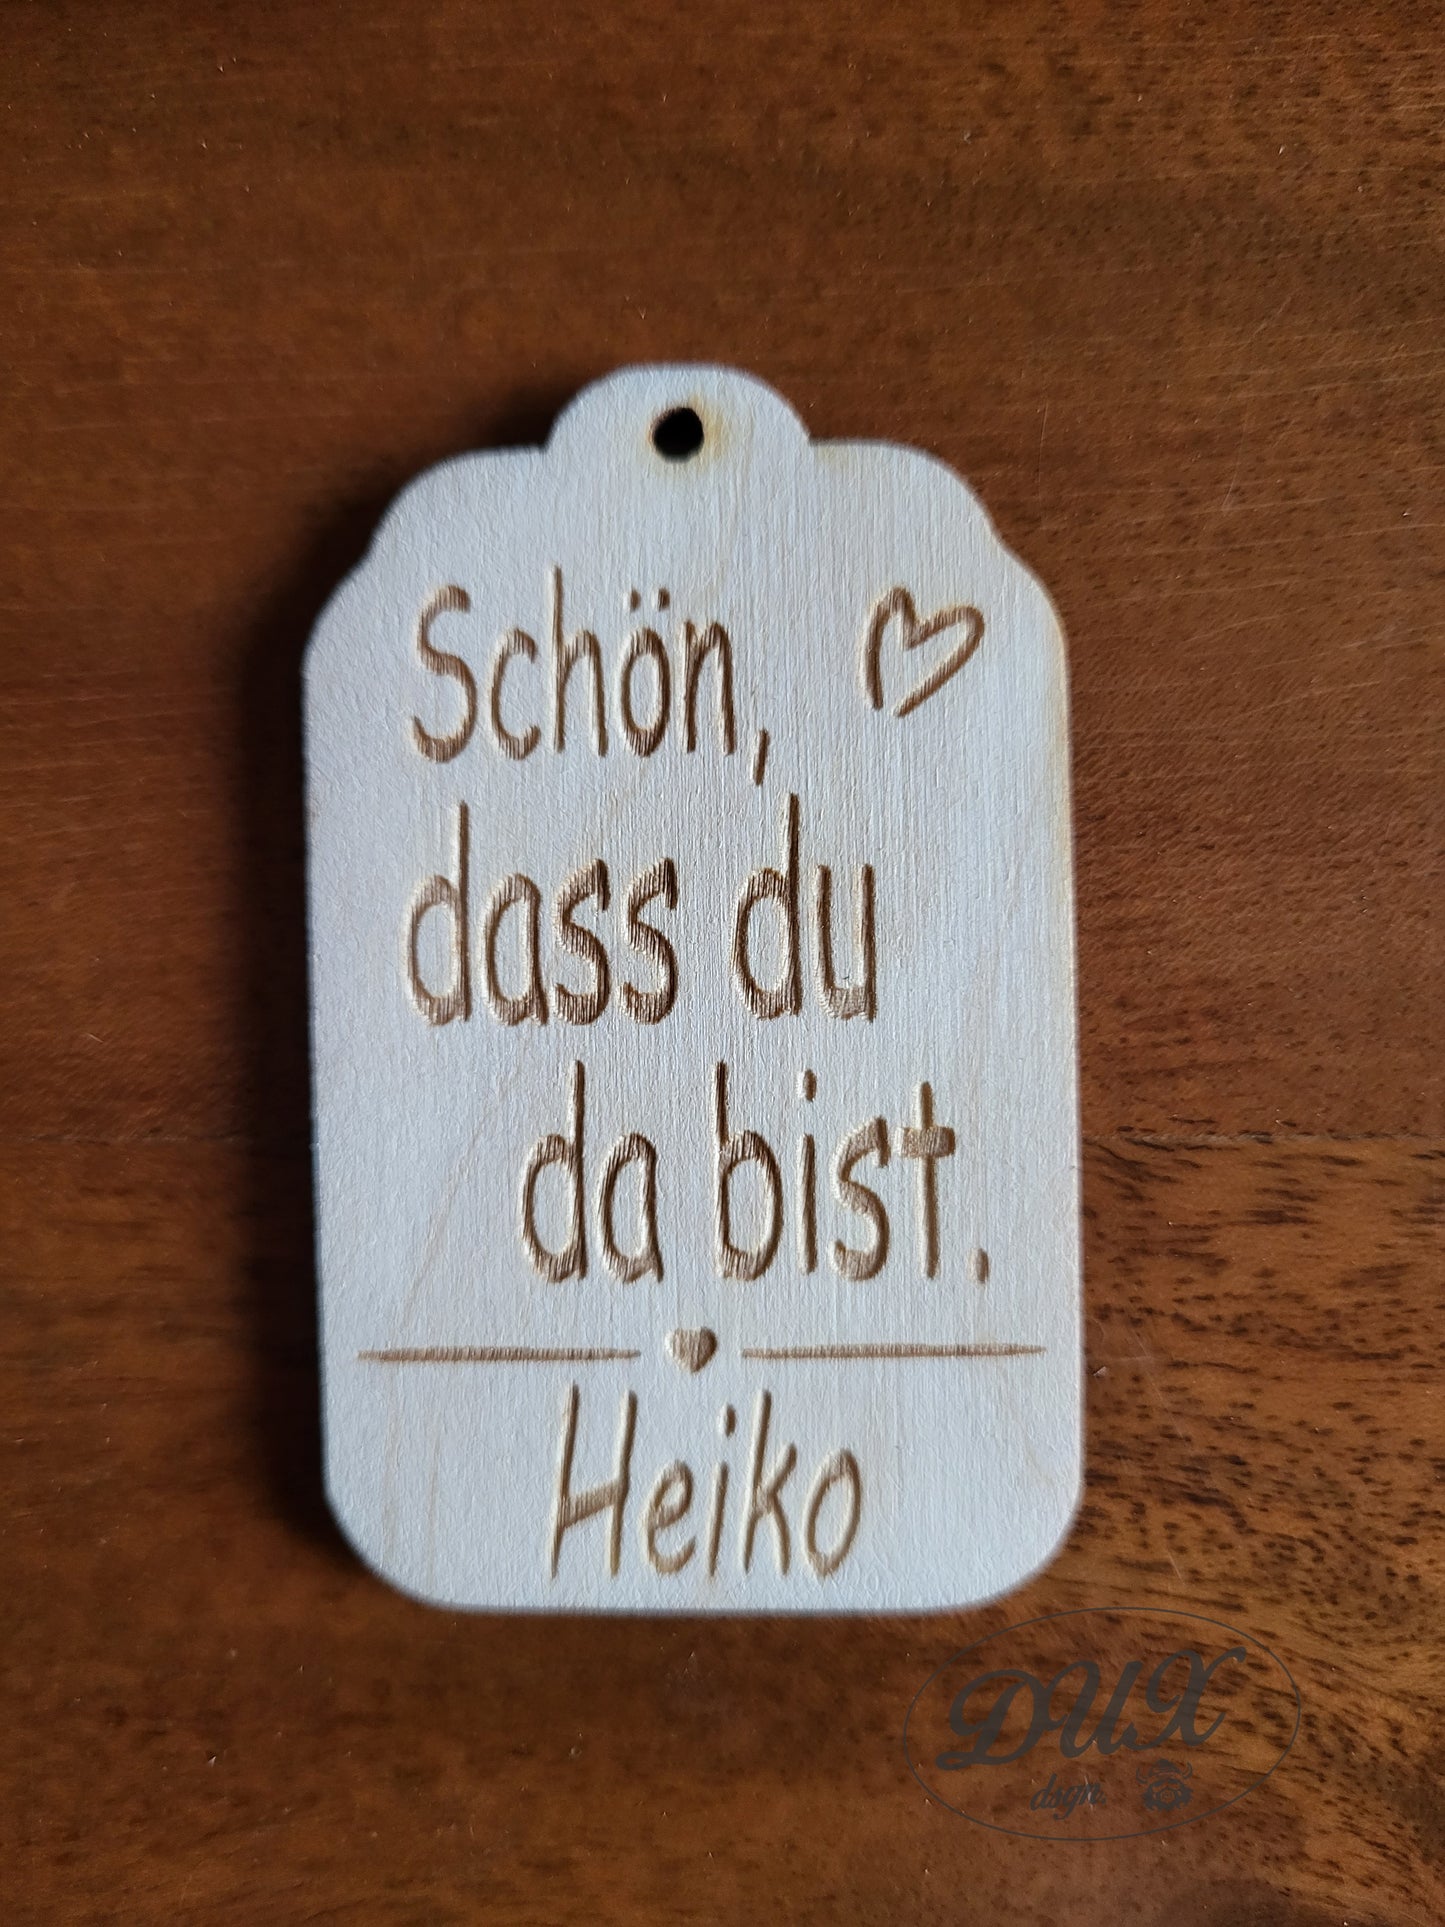 Schön,
dass du
da bist.
Heiko
DUX
dsgn.